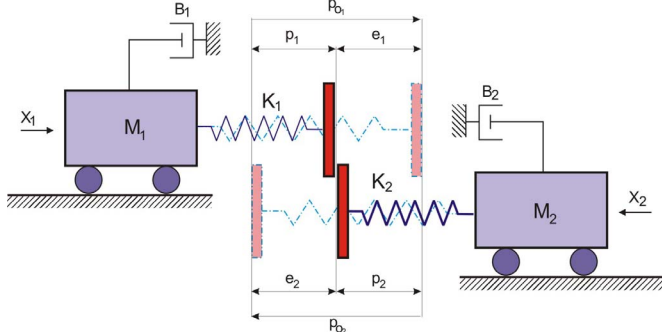 p₀₁
B₁
p₁ e₁
K₁
B₂
X₁
M₁
K₂
M₂
X₂
e₂ p₂
p₀₂